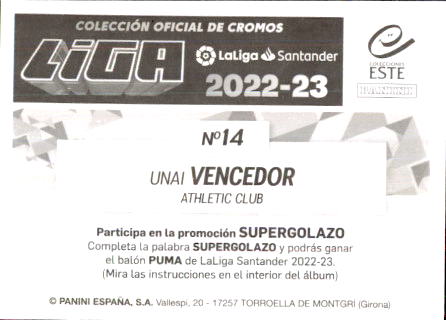 COLECCIÓN OFICIAL DE CROMOS
LIGA
LaLiga Santander
2022-23
COLECCIONES
ESTE
PANINI
Nº14
UNAI VENCEDOR
ATHLETIC CLUB
Participa en la promoción SUPERGOLAZO
Completa la palabra SUPERGOLAZO y podrás ganar
el balón PUMA de LaLiga Santander 2022-23.
(Mira las instrucciones en el interior del álbum)
© PANINI ESPAÑA, S.A. Vallespi, 20 - 17257 TORROELLA DE MONTGRÍ (Girona)